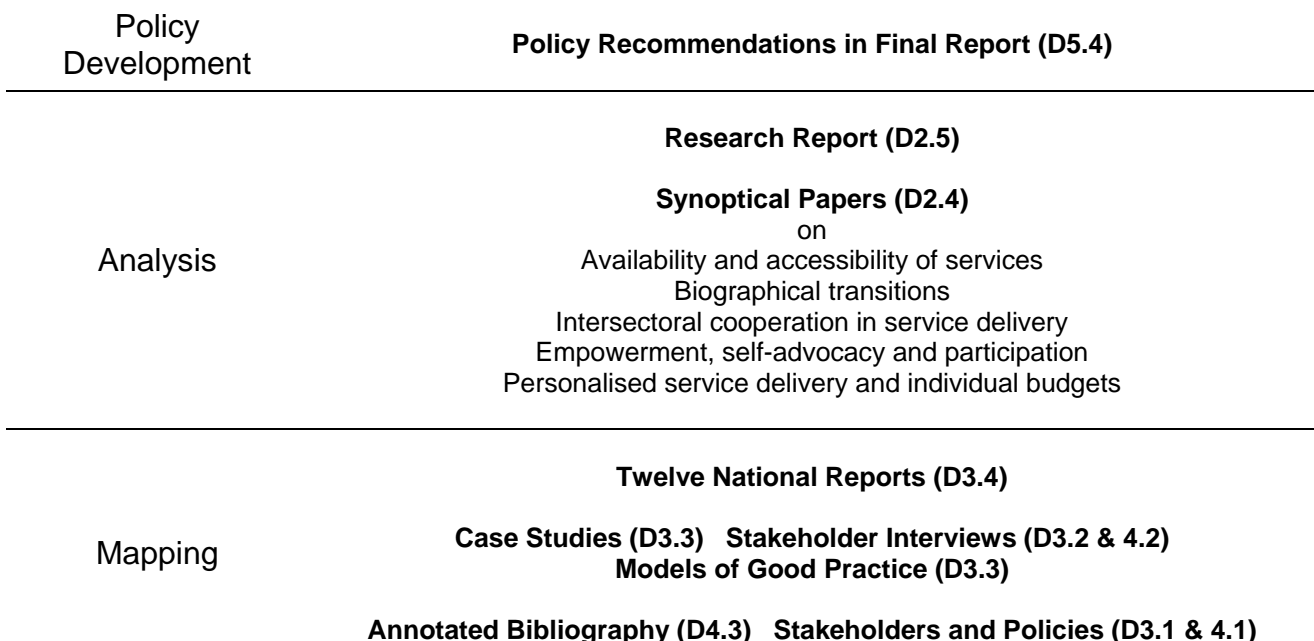 Policy
Development
Policy Recommendations in Final Report (D5.4)
Research Report (D2.5)
Synoptical Papers (D2.4)
on
Availability and accessibility of services
Biographical transitions
Intersectoral cooperation in service delivery
Empowerment, self-advocacy and participation
Personalised service delivery and individual budgets
Analysis
Twelve National Reports (D3.4)
Case Studies (D3.3) Stakeholder Interviews (D3.2 & 4.2)
Models of Good Practice (D3.3)
Mapping
Annotated Bibliography (D4.3) Stakeholders and Policies (D3.1 & 4.1)